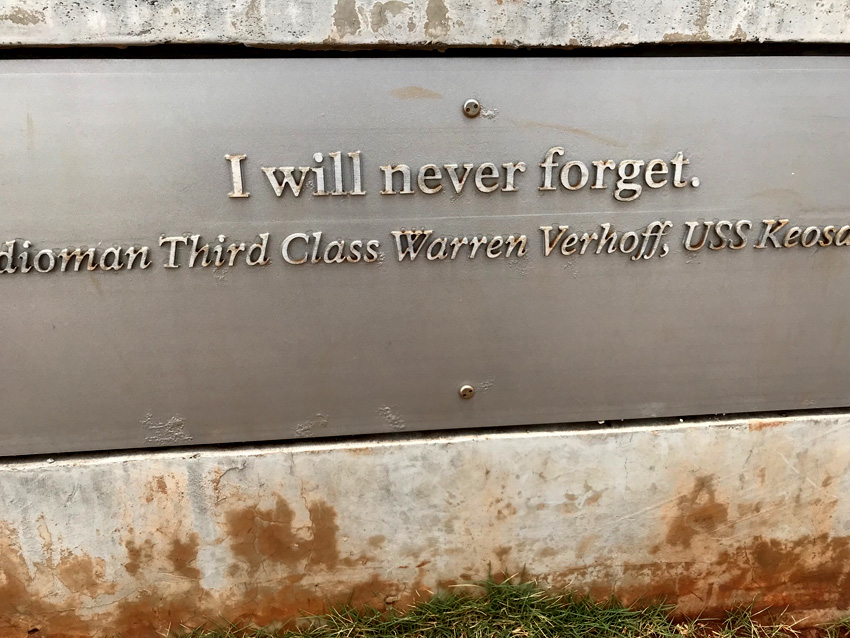 I will never forget.
dioman Third Class Warren Verhoff, USS Keosa